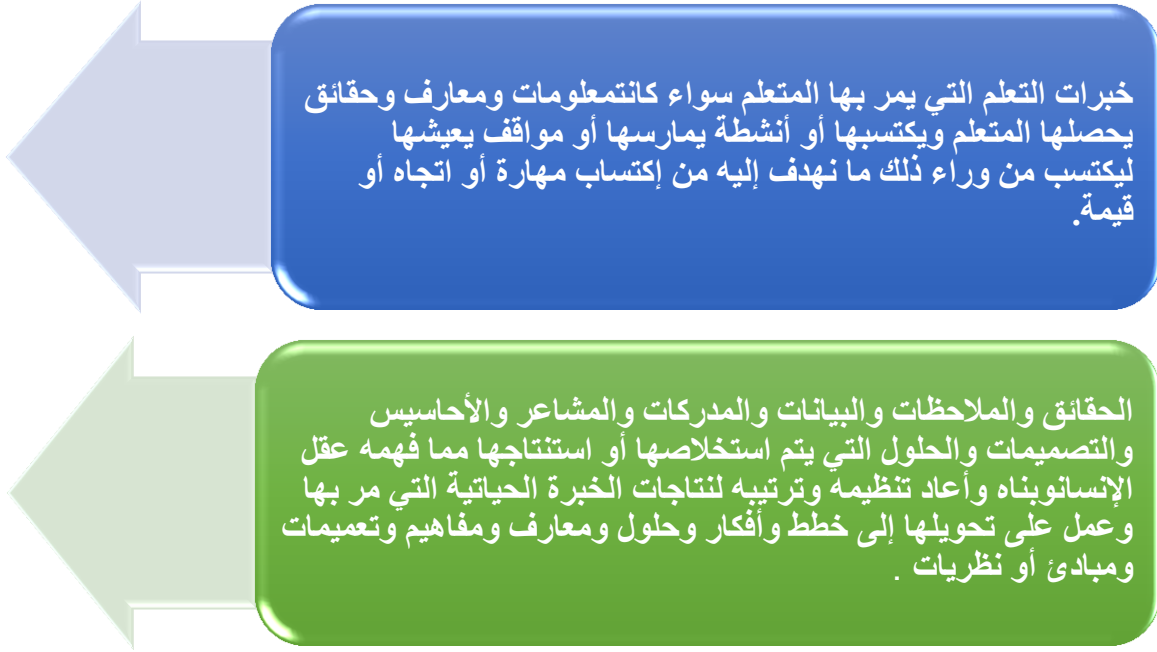 خبرات التعلم التي يمر بها المتعلم سواء كانتمعلومات ومعارف وحقائق
يحصلها المتعلم ويكتسبها أو أنشطة يمارسها أو مواقف يعيشها
ليكتسب من وراء ذلك ما نهدف إليه من إكتساب مهارة أو اتجاه أو
قيمة.
الحقائق والملاحظات والبيانات والمدركات والمشاعر والأحاسيس
والتصميمات والحلول التي يتم استخلاصها أو استنتاجها مما فهمه عقل
الإنسانوبناه وأعاد تنظيمه وترتيبه لنتاجات الخبرة الحياتية التي مر بها
وعمل على تحويلها إلى خطط وأفكار وحلول ومعارف ومفاهيم وتعميمات
ومبادئ أو نظريات .